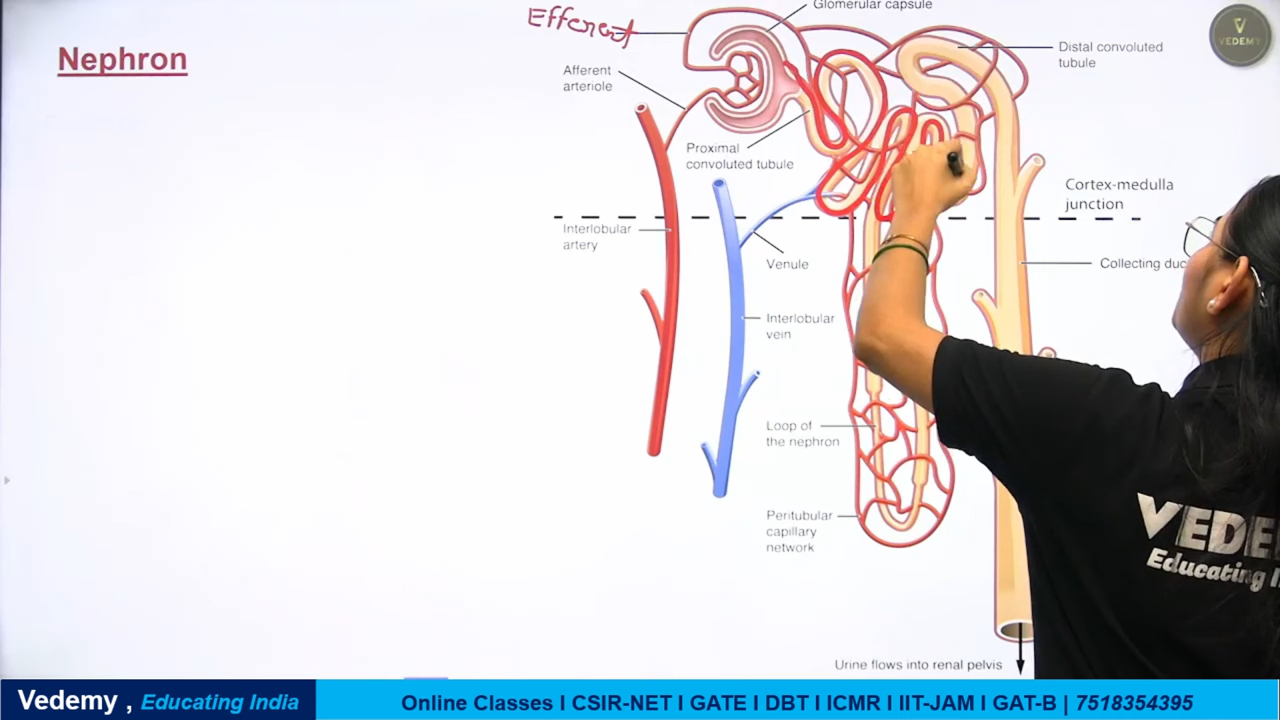 Efferent
Glomerular capsule
VEDEMY
Nephron
Distal convoluted
tubule
Afferent
arteriole
Proximal
convoluted tubule
Cortex-medulla
junction
Interlobular
artery
Venule
Collecting duc
Interlobular
vein
Loop of
the nephron
Peritubular
capillary
network
VEDE
Educating
Urine flows into renal pelvis
Vedemy , Educating India
Online Classes I CSIR-NET I GATE I DBT I ICMR I IIT-JAM I GAT-B | 7518354395